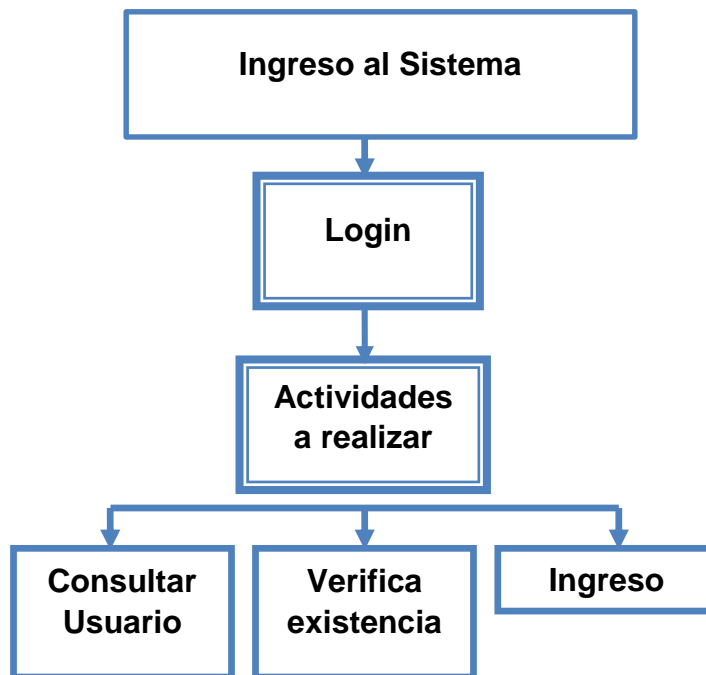 Ingreso al Sistema
Login
Actividades
a realizar
Consultar
Usuario
Verifica
existencia
Ingreso